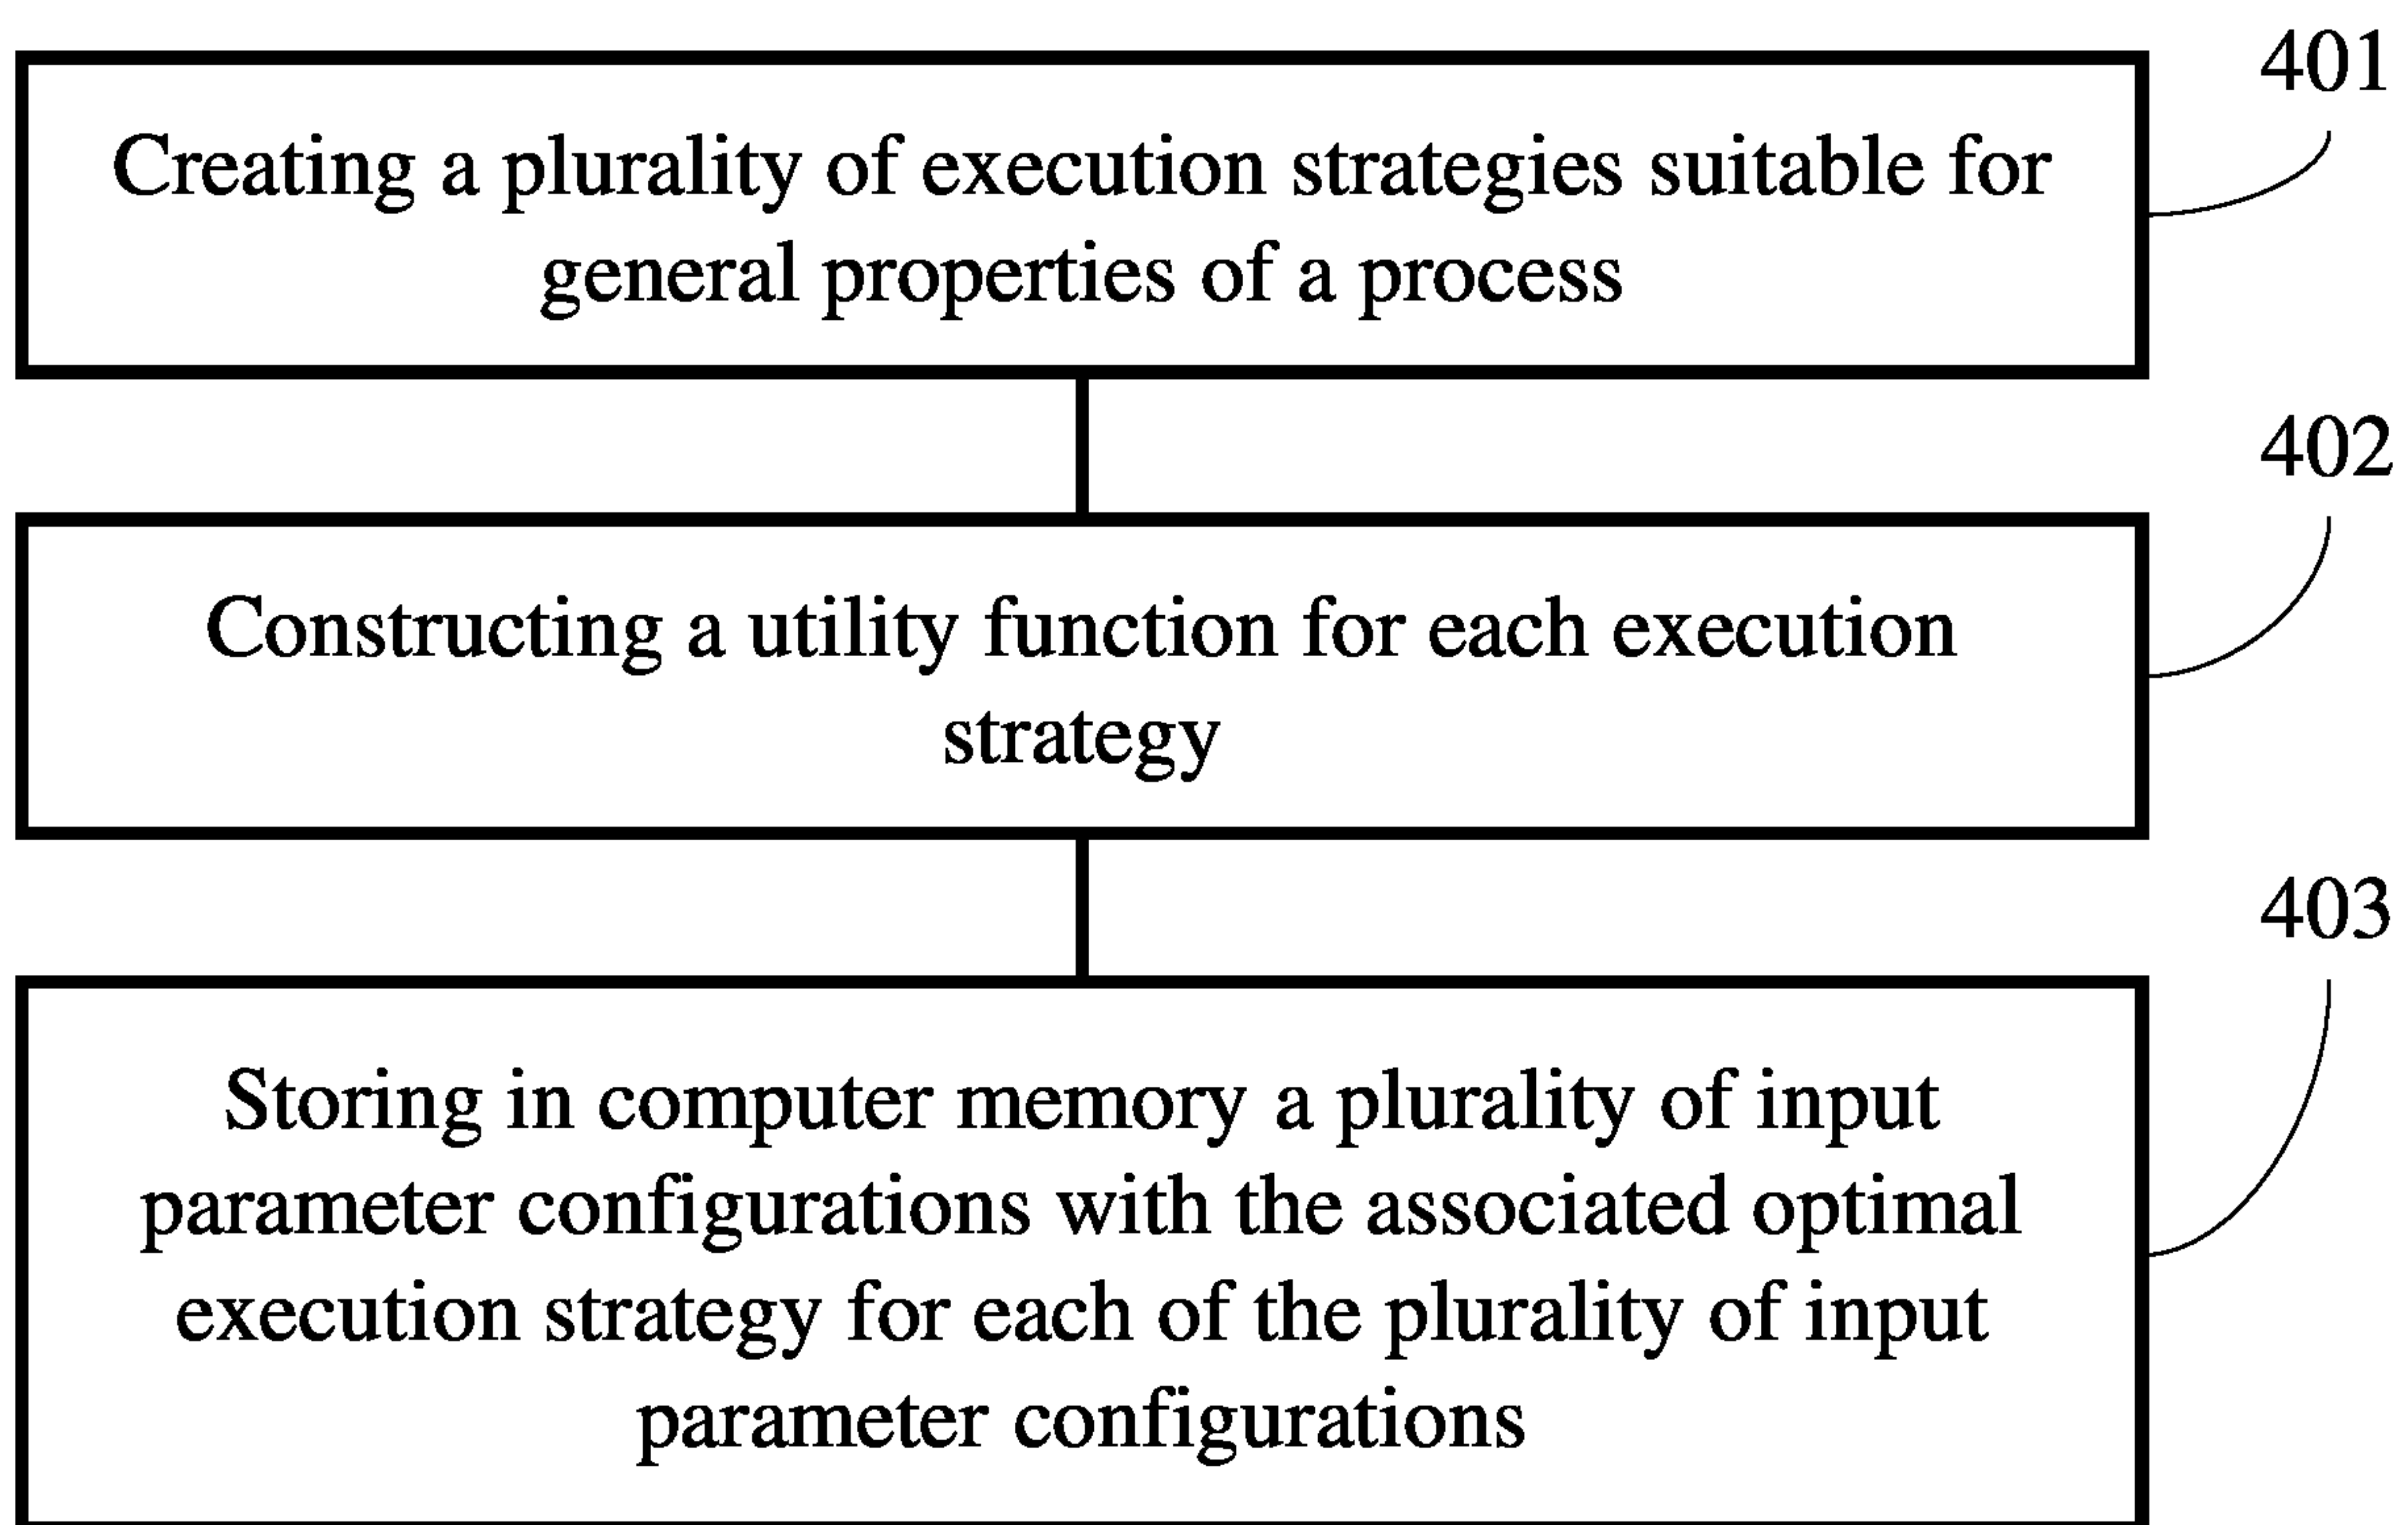 401
Creating a plurality of execution strategies suitable for
general properties of a process
402
Constructing a utility function for each execution
strategy
403
Storing in computer memory a plurality of input
parameter configurations with the associated optimal
execution strategy for each of the plurality of input
parameter configurations